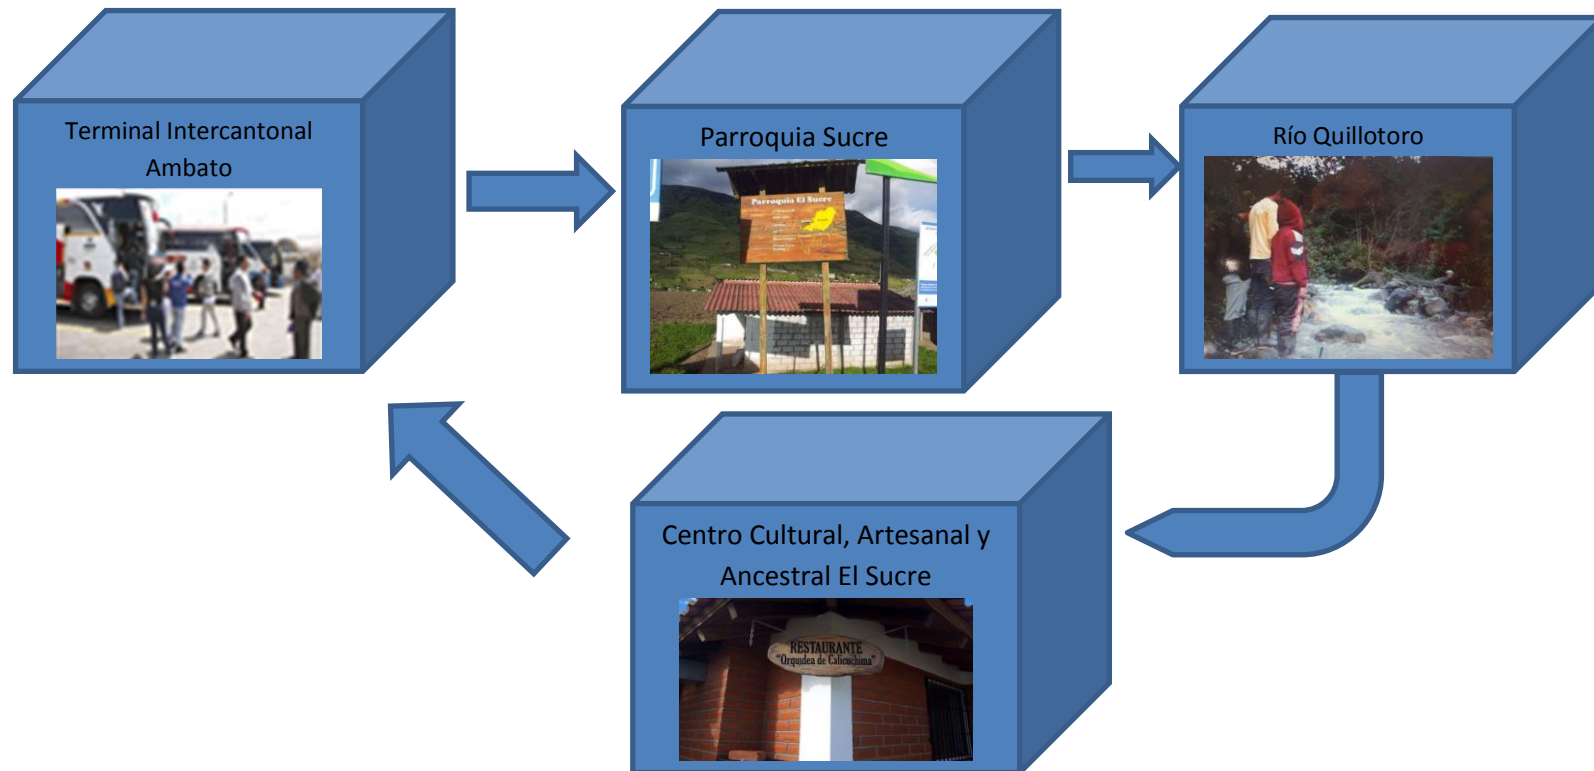 Terminal Intercantonal
Ambato
Parroquia Sucre
Parroquia El Sucre
Río Quillotoro
Centro Cultural, Artesanal y
Ancestral El Sucre
RESTAURANTE
"Orquidea de Calicuchima"